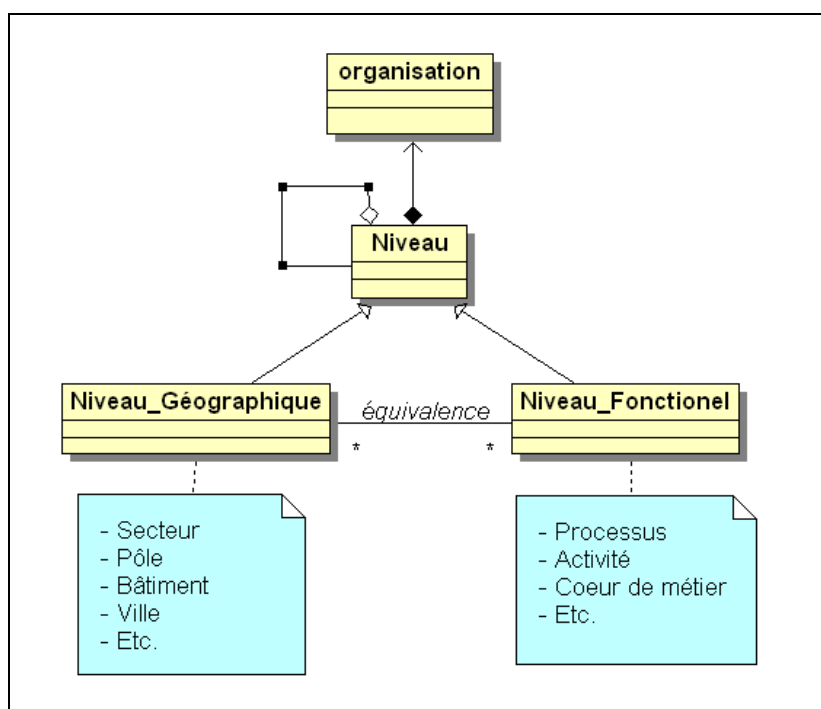 organisation
Niveau
Niveau_Géographique
équivalence
Niveau_Fonctionel
*
*
- Secteur
- Pôle
- Bâtiment
- Ville
- Etc.
- Processus
- Activité
- Coeur de métier
- Etc.